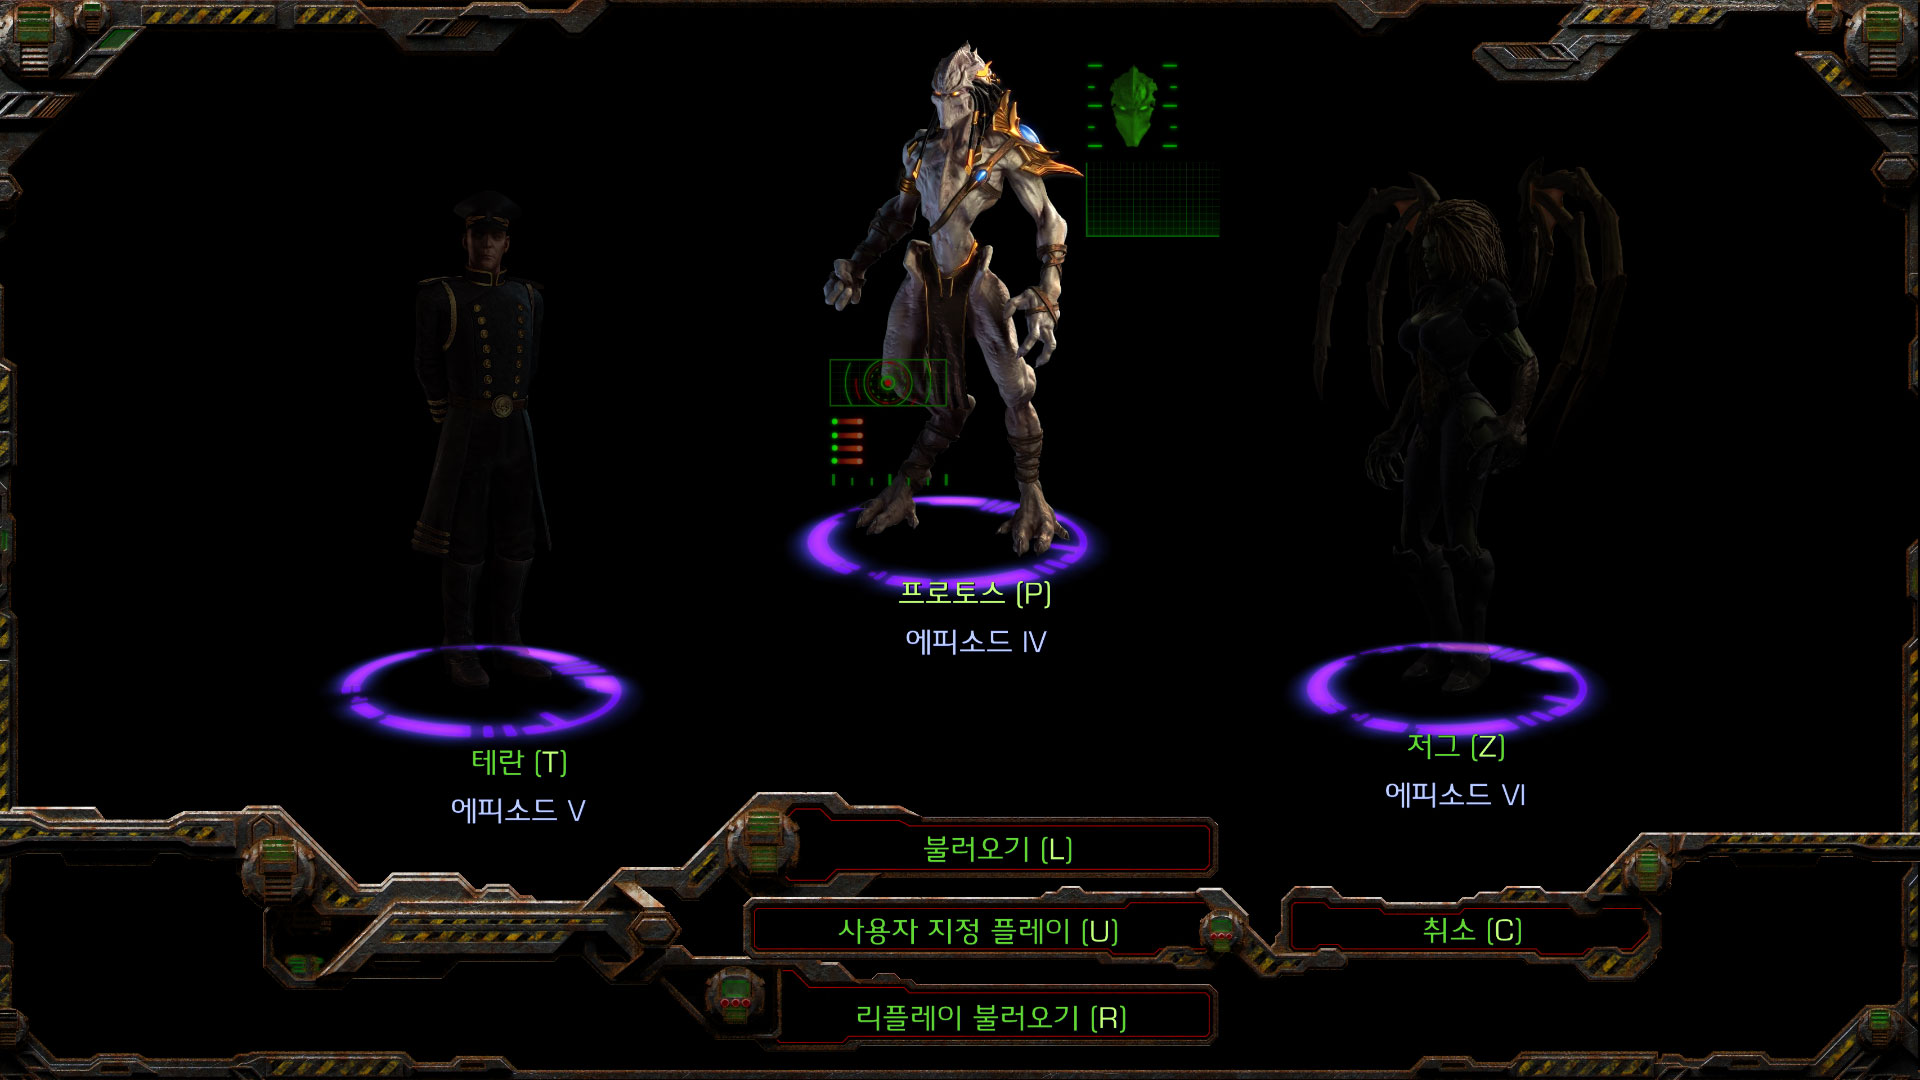 프로토스 (P)
에피소드 IV
테란 (T)
에피소드 V
저그 (Z)
에피소드 VI
불러오기 (L)
사용자 지정 플레이 (U)
취소 (C)
리플레이 불러오기 (R)